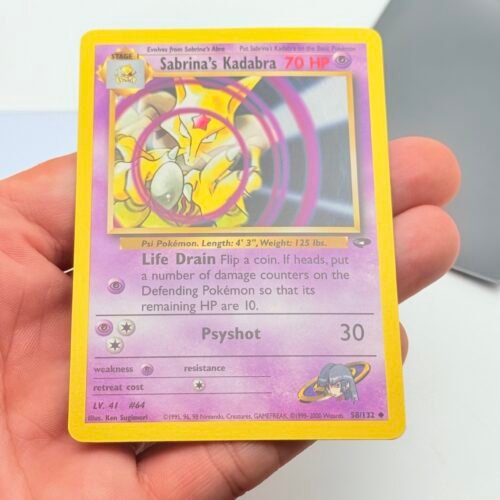 Evolves from Sabrina's Abra Put Sabrina's Kadabra on the Basic Pokémon
STAGE 1
Sabrina's Kadabra 70 HP
Psi Pokémon. Length: 4' 3", Weight: 125 lbs.
Life Drain Flip a coin. If heads, put
a number of damage counters on
the Defending Pokémon so that its
remaining HP are 10.
Psyshot 30
weakness resistance
retreat cost
LV. 41 #64
Illus. Ken Sugimori ©1995, 96, 98 Nintendo, Creatures, GAMEFREAK. ©1999-2000 Wizards. 58/132